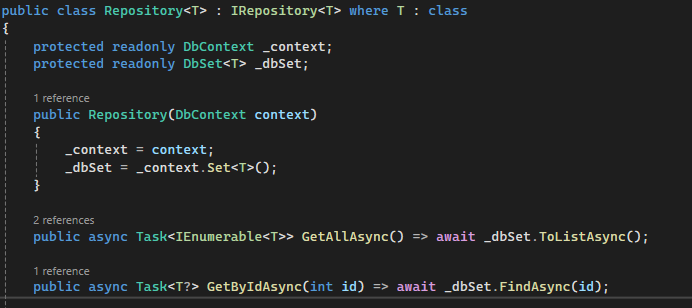 public class Repository<T> : IRepository<T> where T : class
{
    protected readonly DbContext _context;
    protected readonly DbSet<T> _dbSet;
    1 reference
    public Repository(DbContext context)
    {
        _context = context;
        _dbSet = _context.Set<T>();
    }
    2 references
    public async Task<IEnumerable<T>> GetAllAsync() => await _dbSet.ToListAsync();
    1 reference
    public async Task<T?> GetByIdAsync(int id) => await _dbSet.FindAsync(id);